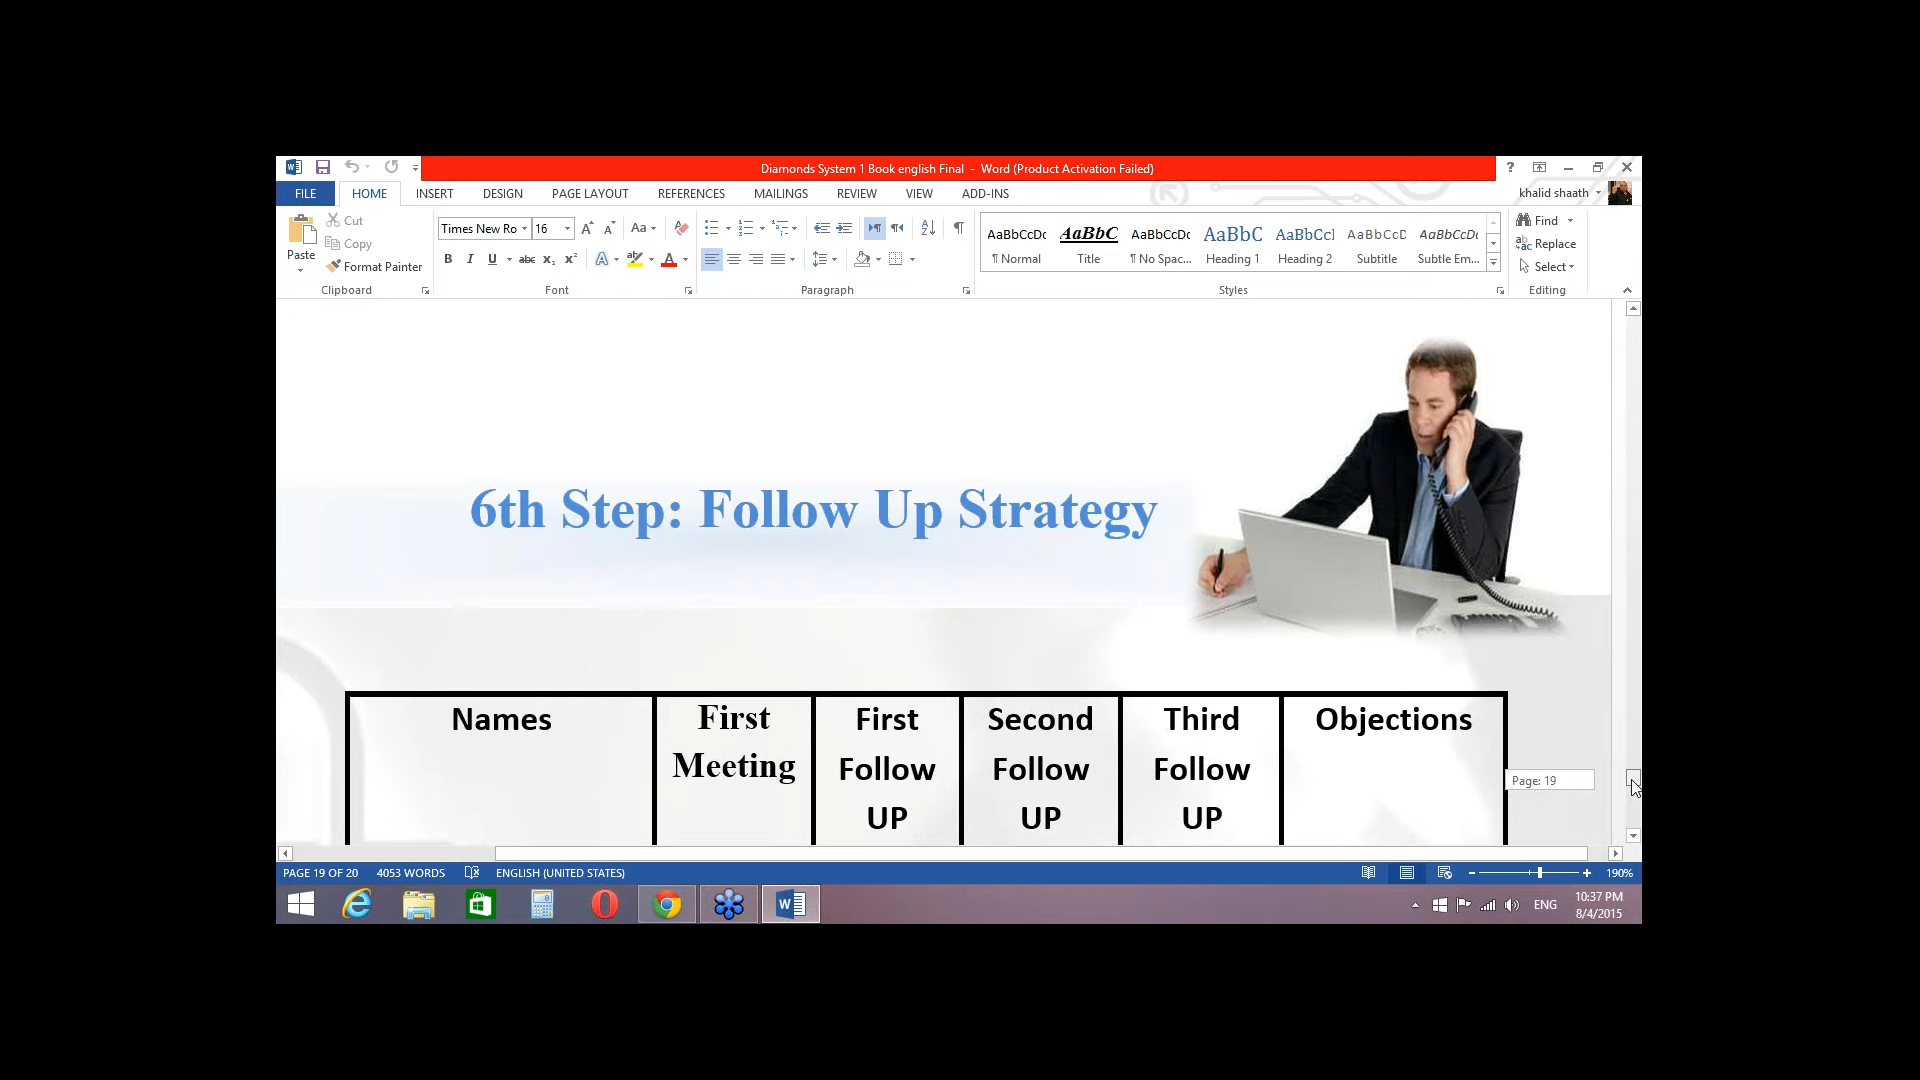 Diamonds System 1 Book english Final - Word (Product Activation Failed)
FILE HOME INSERT DESIGN PAGE LAYOUT REFERENCES MAILINGS REVIEW VIEW ADD-INS khalid shaath
Paste
Cut
Copy
Format Painter
Clipboard
Times New Ro 16
Font
Paragraph
AaBbCcDc AaBbC AaBbCcDc AaBbC AaBbCcI AaBbCcD AaBbCcDc
¶ Normal Title ¶ No Spac... Heading 1 Heading 2 Subtitle Subtle Em...
Styles
Find
Replace
Select
Editing
6th Step: Follow Up Strategy
Names
First
Meeting
First
Follow
UP
Second
Follow
UP
Third
Follow
UP
Objections
Page: 19
PAGE 19 OF 20 4053 WORDS ENGLISH (UNITED STATES) 190%
ENG
10:37 PM
8/4/2015